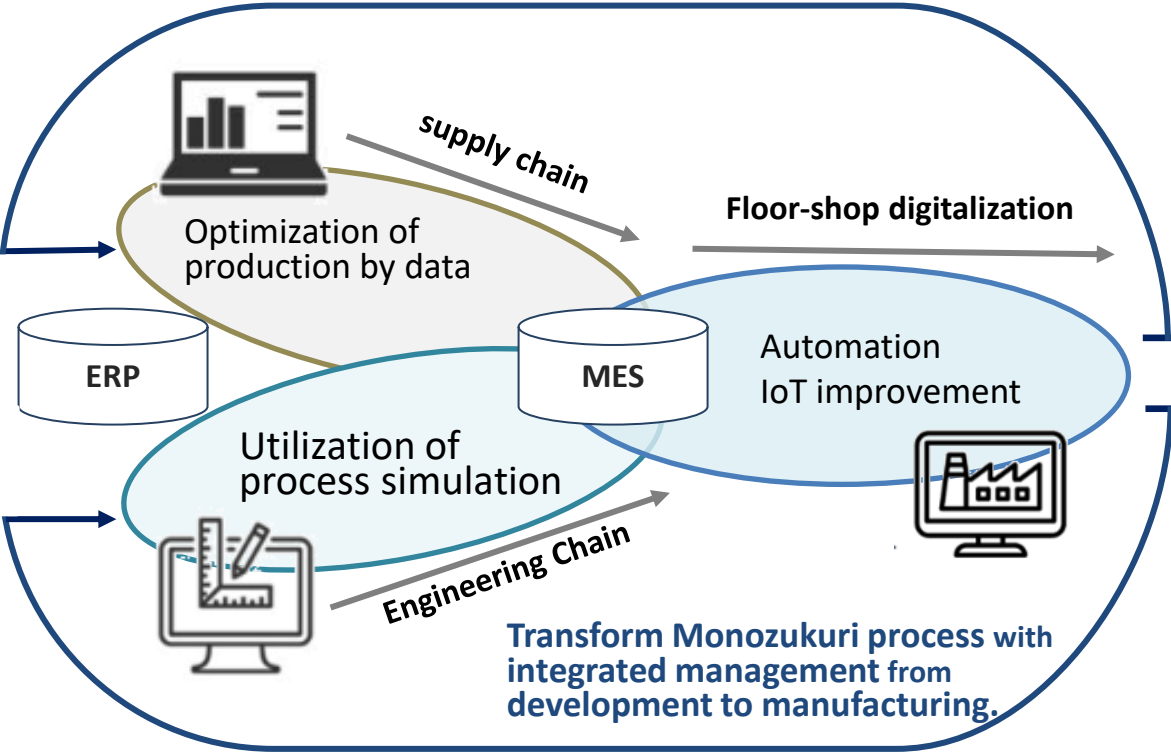 supply chain
Floor-shop digitalization
Optimization of
production by data
ERP
MES
Automation
IoT improvement
Utilization of
process simulation
Engineering Chain
Transform Monozukuri process with
integrated management from
development to manufacturing.